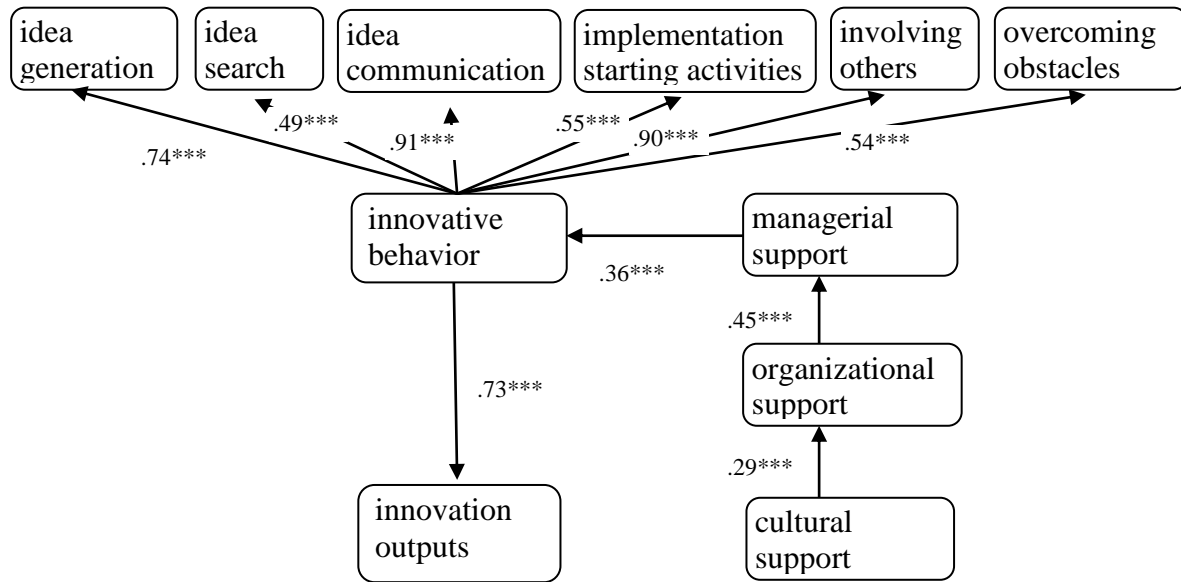 idea
generation
idea
search
idea
communication
implementation
starting activities
involving
others
overcoming
obstacles
.74***
.49***
.91***
.55***
.90***
.54***
innovative
behavior
managerial
support
.36***
.45***
organizational
support
.73***
.29***
innovation
outputs
cultural
support